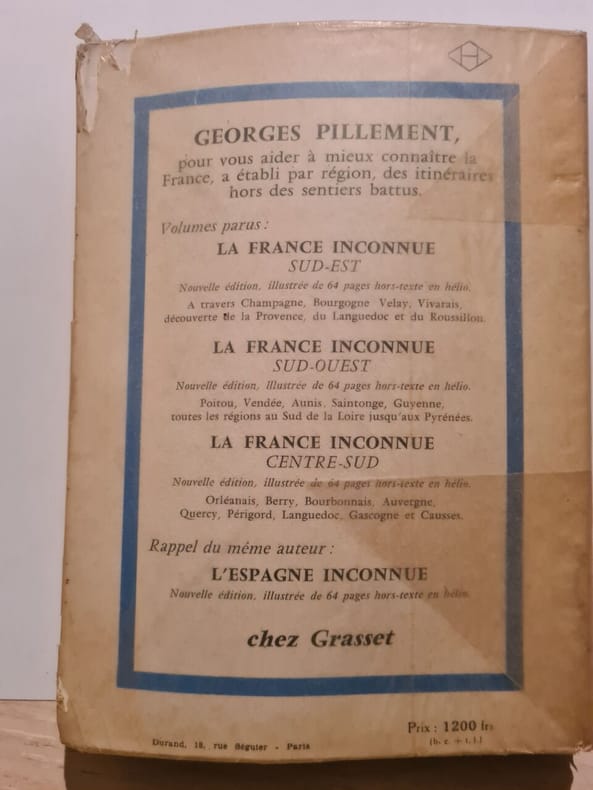 H
GEORGES PILLEMENT,
pour vous aider à mieux connaître la
France, a établi par région, des itinéraires
hors des sentiers battus.
Volumes parus :
LA FRANCE INCONNUE
SUD-EST
Nouvelle édition, illustrée de 64 pages hors-texte en hélio.
A travers Champagne, Bourgogne Velay, Vivarais,
découverte de la Provence, du Languedoc et du Roussillon.
LA FRANCE INCONNUE
SUD-OUEST
Nouvelle édition, illustrée de 64 pages hors-texte en hélio.
Poitou, Vendée, Aunis, Saintonge, Guyenne,
toutes les régions au Sud de la Loire jusqu'aux Pyrénées.
LA FRANCE INCONNUE
CENTRE-SUD
Nouvelle édition, illustrée de 64 pages hors-texte en hélio.
Orléanais, Berry, Bourbonnais, Auvergne,
Quercy, Périgord, Languedoc, Gascogne et Causses.
Rappel du même auteur :
L'ESPAGNE INCONNUE
Nouvelle édition, illustrée de 64 pages hors-texte en hélio.
chez Grasset
Prix : 1200 frs
(b. c. + t. l.)
Durand, 18, rue Séguier - Paris